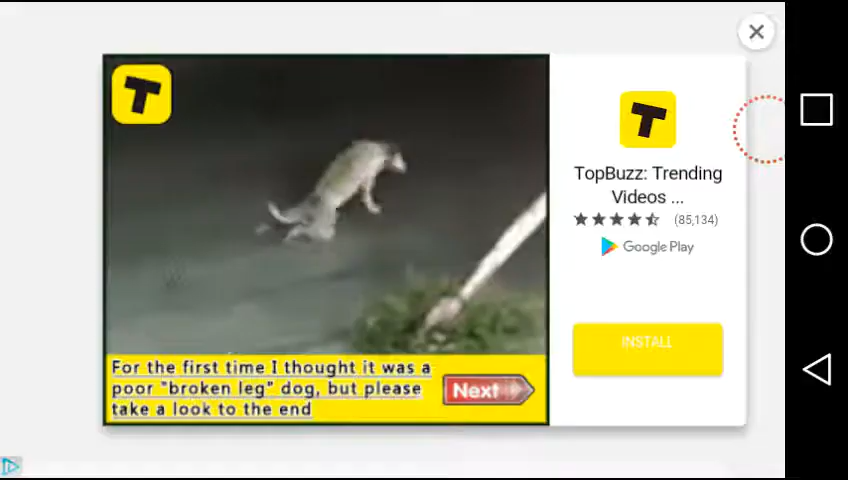 T
T
TopBuzz: Trending
Videos ...
(85,134)
Google Play
INSTALL
For the first time I thought it was a
poor "broken leg" dog, but please
take a look to the end
Next